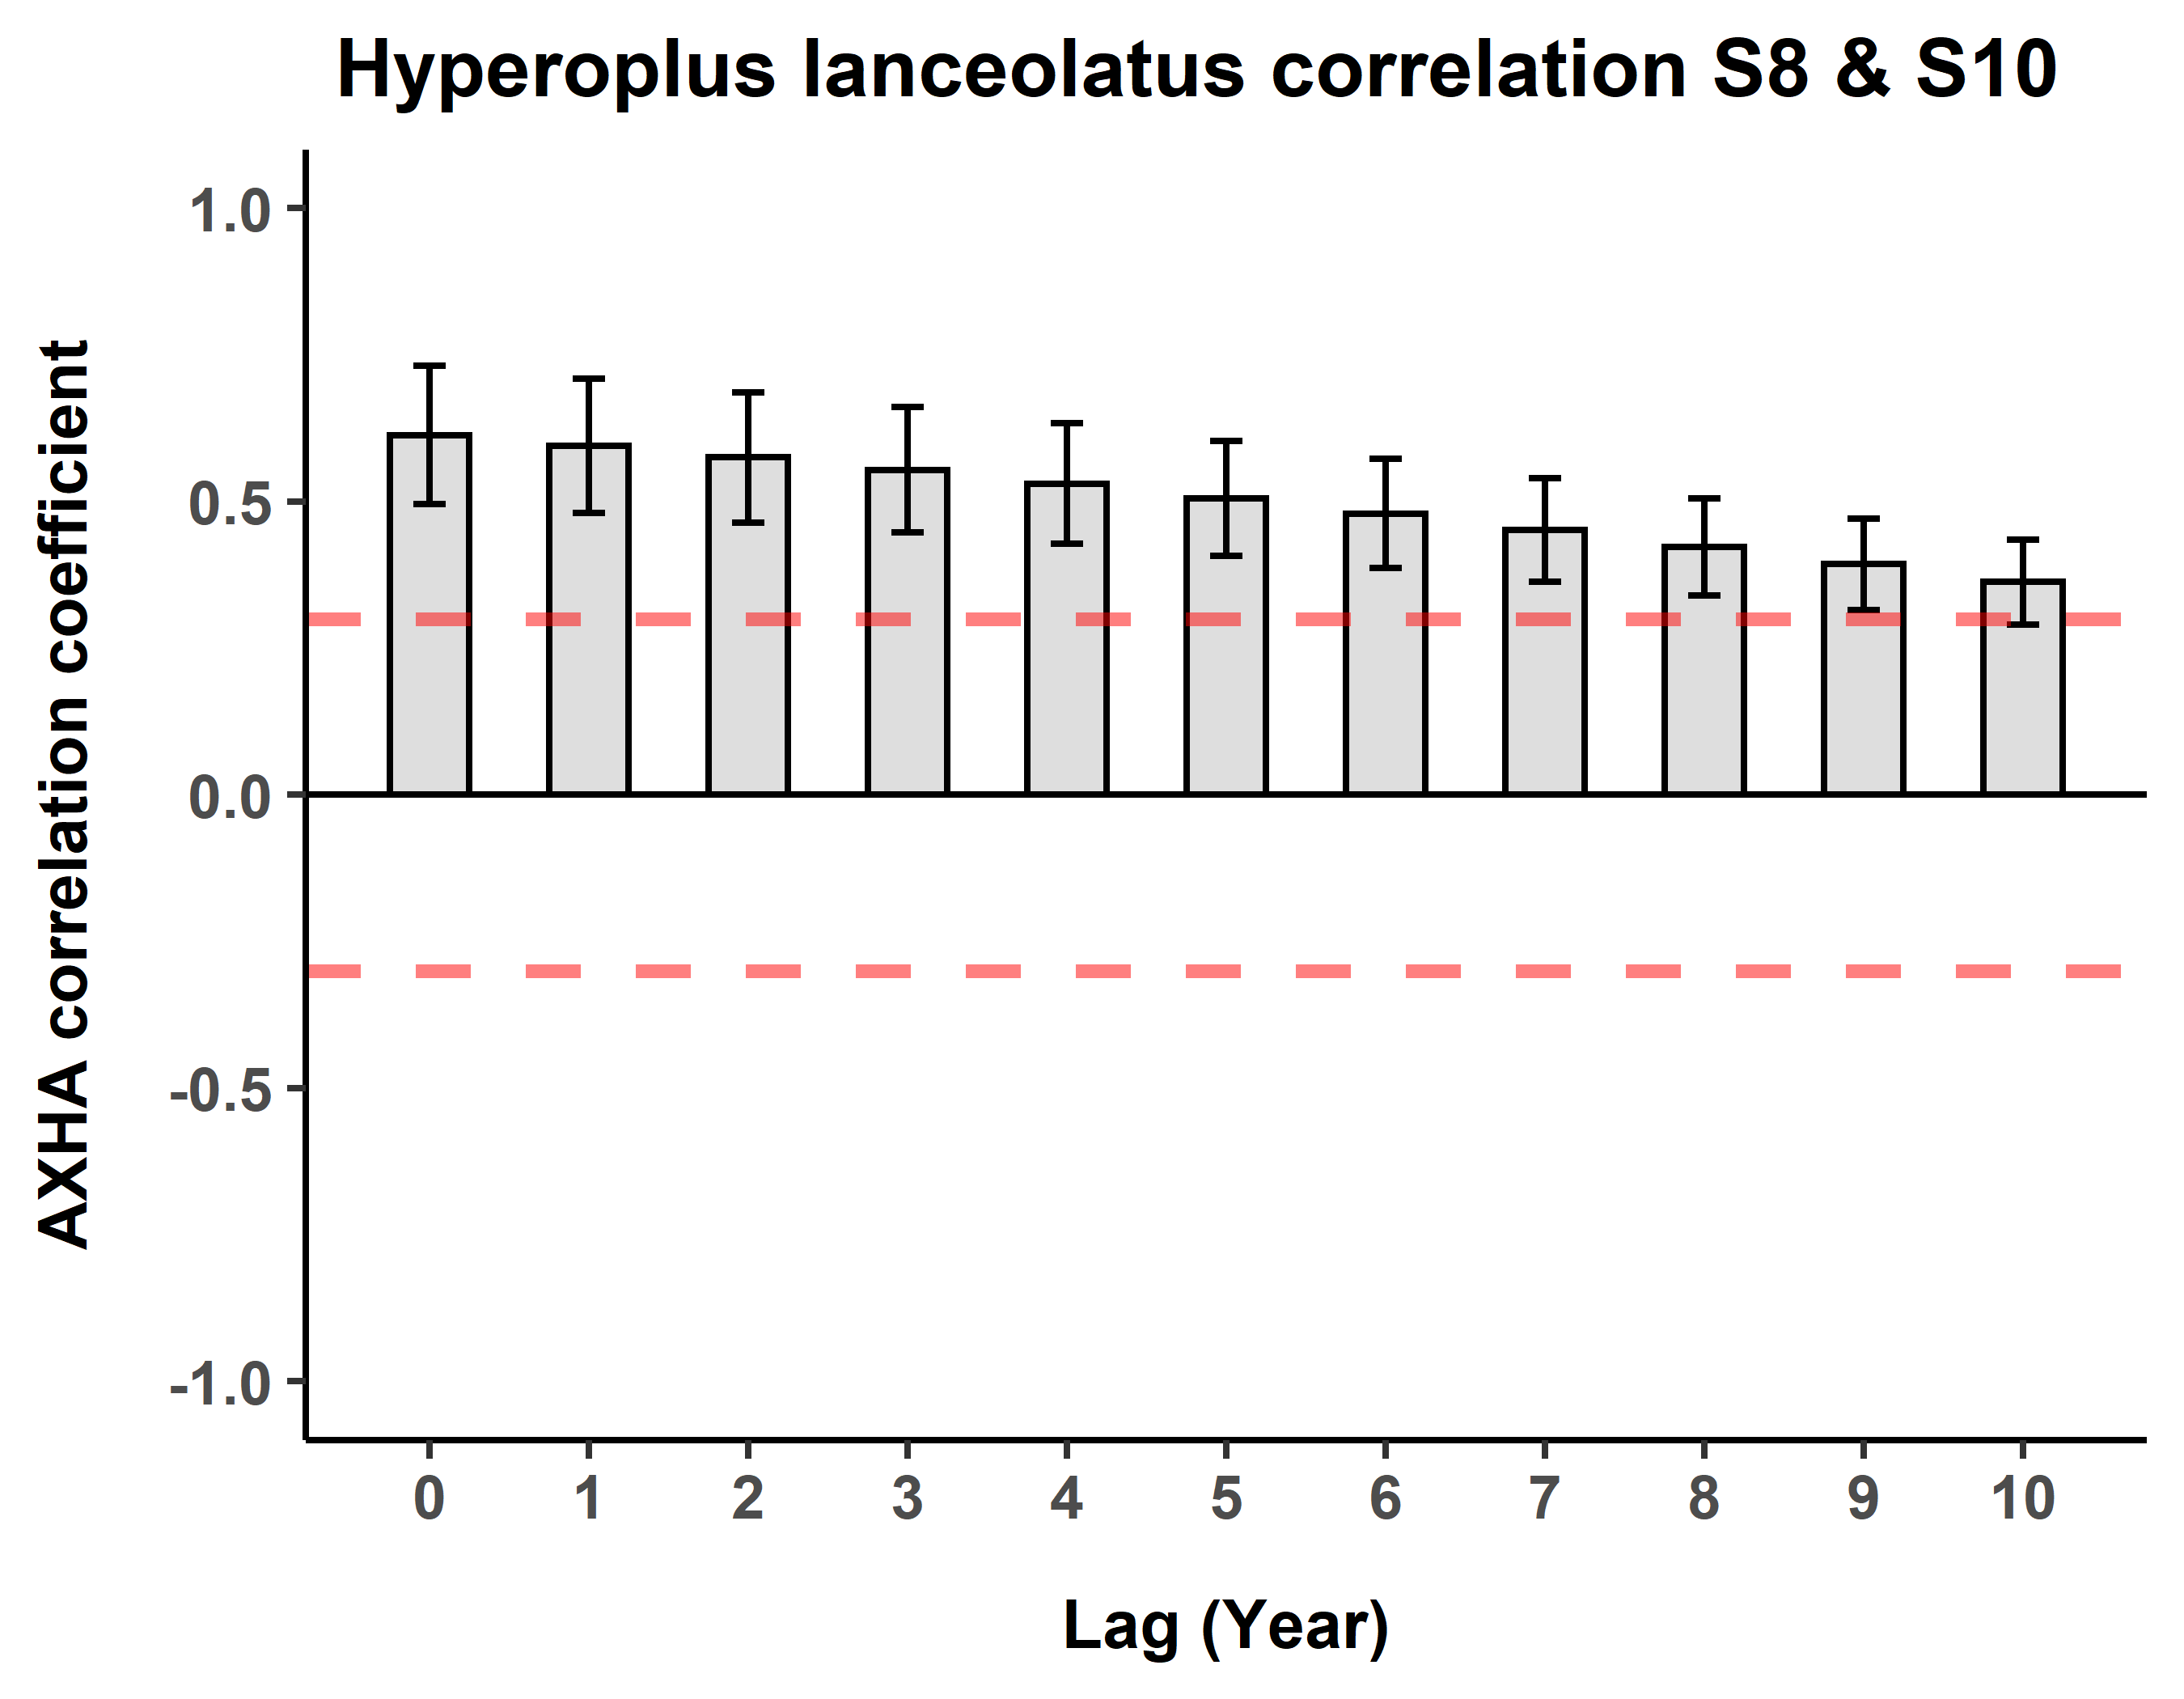 Hyperoplus lanceolatus correlation S8 & S10
AXHA correlation coefficient
1.0
0.5
0.0
-0.5
-1.0
0 1 2 3 4 5 6 7 8 9 10
Lag (Year)